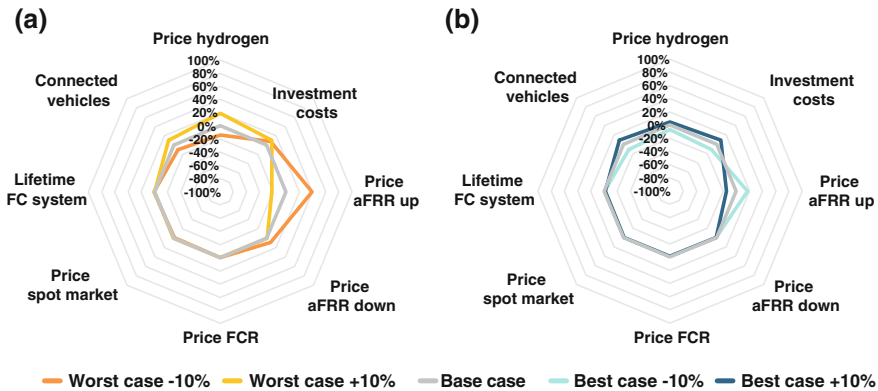 (a)
Price hydrogen
100%
80%
60%
40%
20%
0%
-20%
-40%
-60%
-80%
-100%
Connected
vehicles
Investment
costs
Lifetime
FC system
Price
aFRR up
Price
spot market
Price
aFRR down
Price FCR
(b)
Price hydrogen
100%
80%
60%
40%
20%
0%
-20%
-40%
-60%
-80%
-100%
Connected
vehicles
Investment
costs
Lifetime
FC system
Price
aFRR up
Price
spot market
Price
aFRR down
Price FCR
Worst case -10%
Worst case +10%
Base case
Best case -10%
Best case +10%